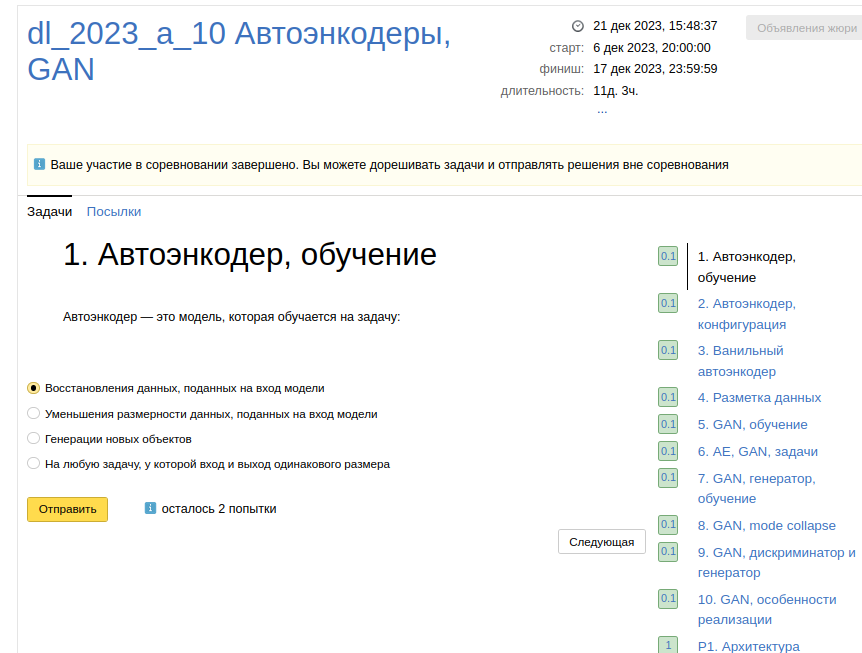 dl_2023_a_10 Автоэнкодеры,
GAN
21 дек 2023, 15:48:37
старт: 6 дек 2023, 20:00:00
финиш: 17 дек 2023, 23:59:59
длительность: 11д. 3ч.
...
Объявления жюри
Ваше участие в соревновании завершено. Вы можете дорешивать задачи и отправлять решения вне соревнования
Задачи Посылки
1. Автоэнкодер, обучение
Автоэнкодер — это модель, которая обучается на задачу:
Восстановления данных, поданных на вход модели
Уменьшения размерности данных, поданных на вход модели
Генерации новых объектов
На любую задачу, у которой вход и выход одинакового размера
Отправить
осталось 2 попытки
Следующая
0.1 1. Автоэнкодер,
обучение
0.1 2. Автоэнкодер,
конфигурация
0.1 3. Ванильный
автоэнкодер
0.1 4. Разметка данных
0.1 5. GAN, обучение
0.1 6. AE, GAN, задачи
0.1 7. GAN, генератор,
обучение
0.1 8. GAN, mode collapse
0.1 9. GAN, дискриминатор и
генератор
0.1 10. GAN, особенности
реализации
1 P1. Архитектура